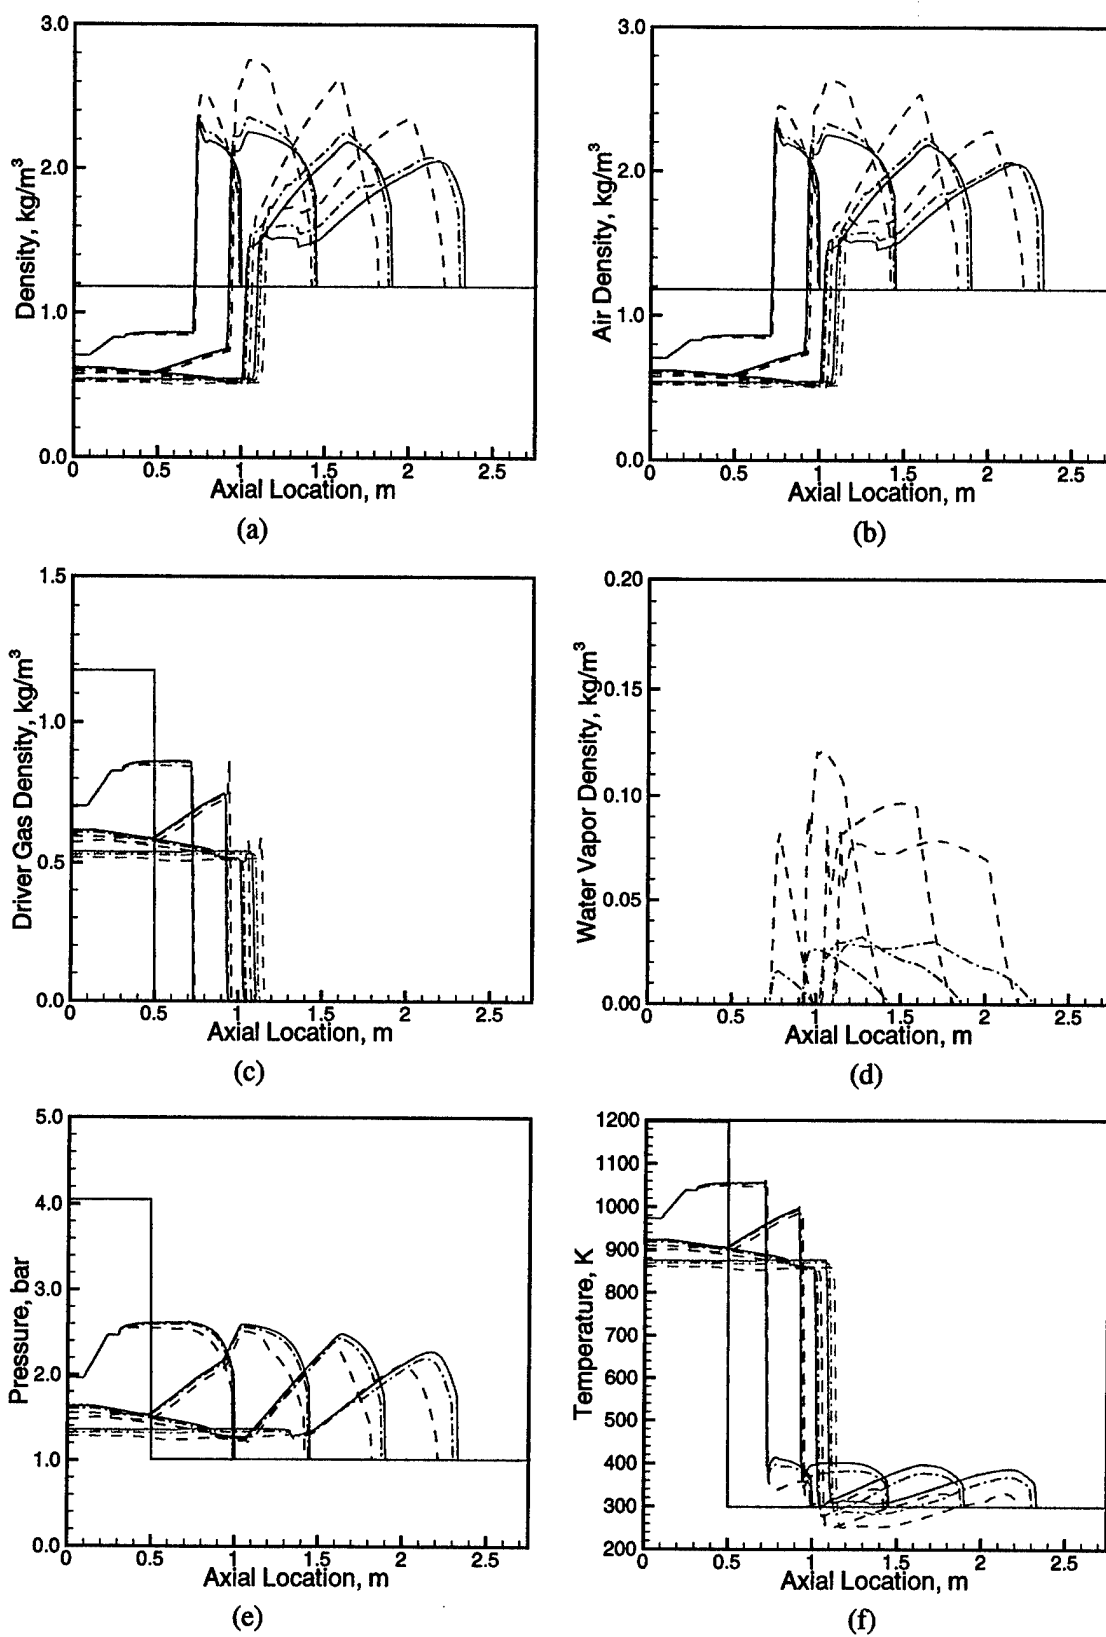 3.0
2.0
1.0
0.0
Density, kg/m³
0 0.5 1 1.5 2 2.5
Axial Location, m
(a)
3.0
2.0
1.0
0.0
Air Density, kg/m³
0 0.5 1 1.5 2 2.5
Axial Location, m
(b)
1.5
1.0
0.5
0.0
Driver Gas Density, kg/m³
0 0.5 1 1.5 2 2.5
Axial Location, m
(c)
0.20
0.15
0.10
0.05
0.00
Water Vapor Density, kg/m³
0 0.5 1 1.5 2 2.5
Axial Location, m
(d)
5.0
4.0
3.0
2.0
1.0
0.0
Pressure, bar
0 0.5 1 1.5 2 2.5
Axial Location, m
(e)
1200
1100
1000
900
800
700
600
500
400
300
200
Temperature, K
0 0.5 1 1.5 2 2.5
Axial Location, m
(f)